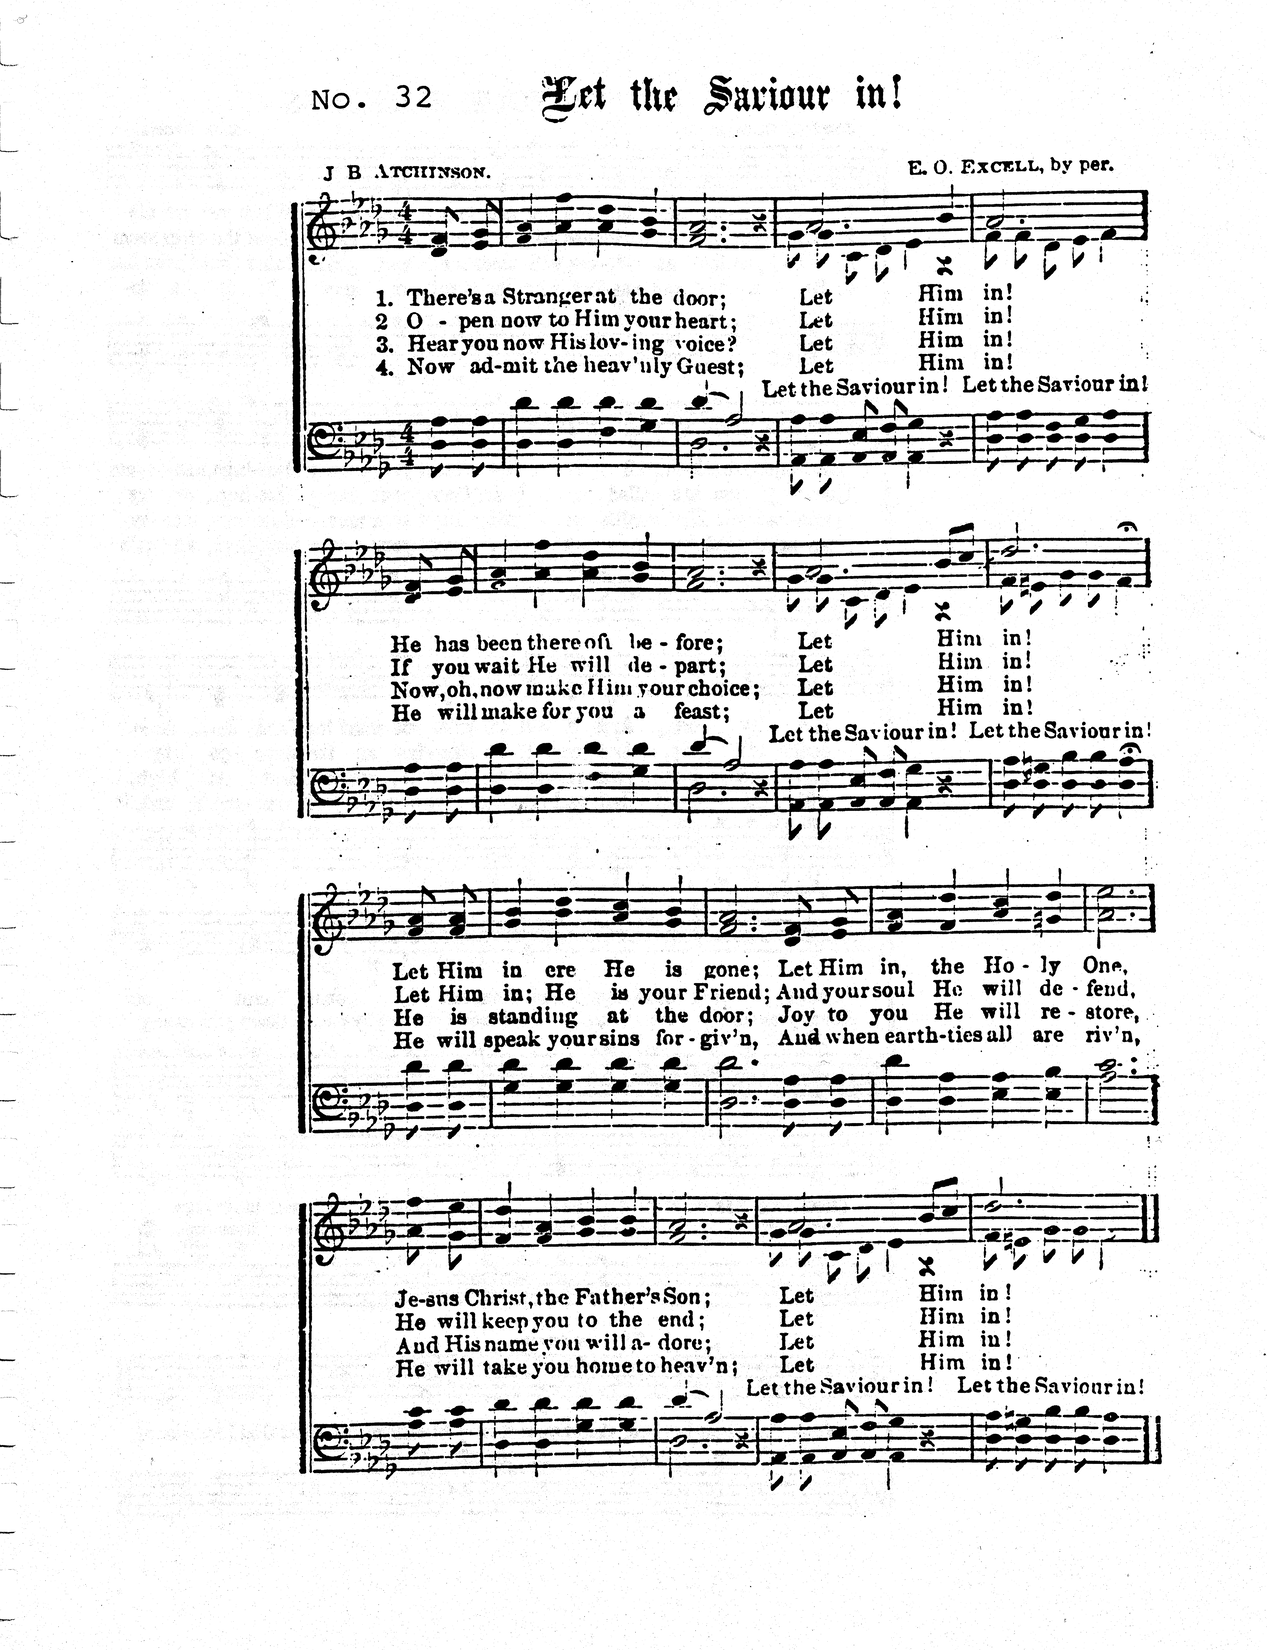 No. 32 Let the Saviour in!
J B ATCHINSON. E. O. EXCELL, by per.
1. There's a Stranger at the door; Let Him in!
2 O - pen now to Him your heart; Let Him in!
3. Hear you now His lov-ing voice? Let Him in!
4. Now ad-mit the heav'nly Guest; Let Him in!
Let the Saviour in! Let the Saviour in!
He has been there oft be - fore; Let Him in!
If you wait He will de - part; Let Him in!
Now, oh, now make Him your choice; Let Him in!
He will make for you a feast; Let Him in!
Let the Saviour in! Let the Saviour in!
Let Him in ere He is gone; Let Him in, the Ho - ly One,
Let Him in; He is your Friend; And your soul He will de - fend,
He is standing at the door; Joy to you He will re - store,
He will speak your sins for - giv'n, And when earth-ties all are riv'n,
Je-sus Christ, the Father's Son; Let Him in!
He will keep you to the end; Let Him in!
And His name you will a- dore; Let Him in!
He will take you home to heav'n; Let Him in!
Let the Saviour in! Let the Saviour in!